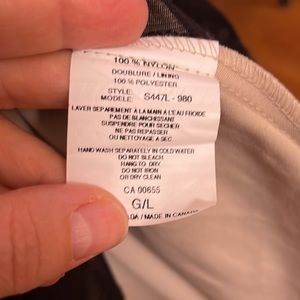 100 % NYLON
DOUBLURE / LINING
100 % POLYESTER
STYLE:
MODELE: S447L - 980
LAVER SEPAREMENT A LA MAIN A L'EAU FROIDE
PAS DE BLANCHISSANT
SUSPENDRE POUR SECHER
NE PAS REPASSER
OU NETTOYAGE A SEC
HAND WASH SEPARATELY IN COLD WATER
DO NOT BLEACH
HANG TO DRY
DO NOT IRON
OR DRY CLEAN
CA 00655
G/L
/ MADE IN CANADA